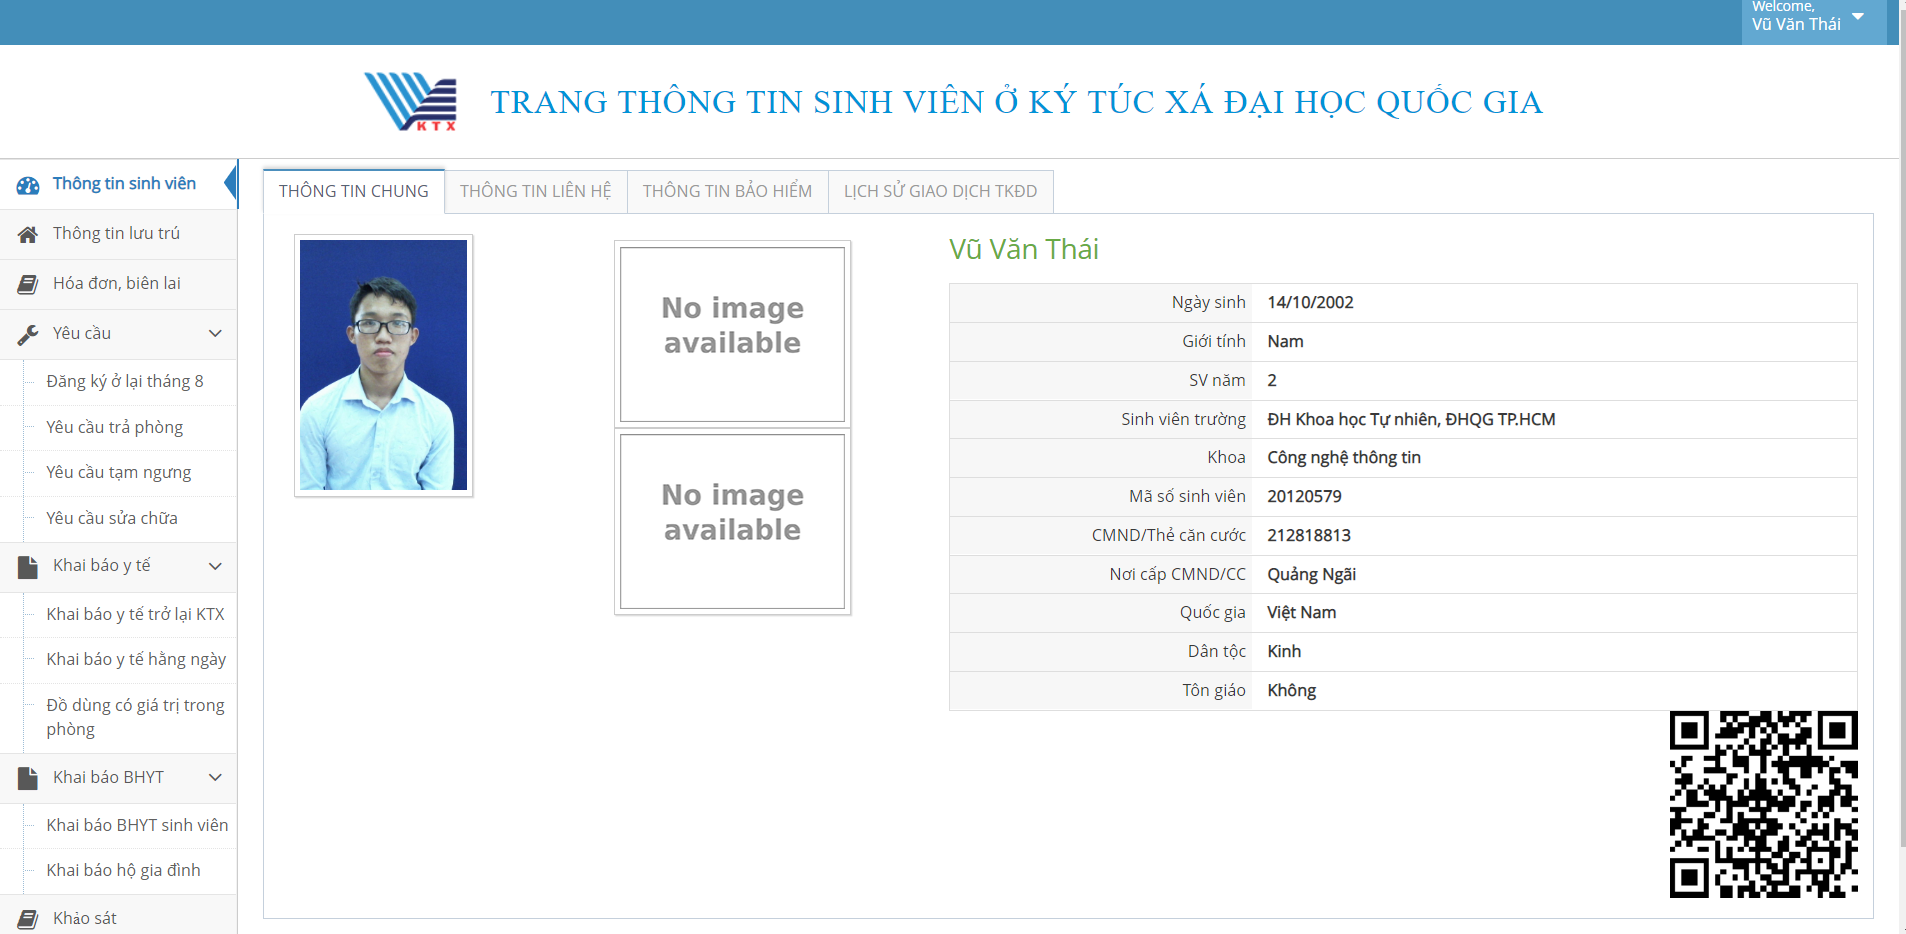 Welcome,
Vũ Văn Thái
KTX
TRANG THÔNG TIN SINH VIÊN Ở KÝ TÚC XÁ ĐẠI HỌC QUỐC GIA
Thông tin sinh viên
Thông tin lưu trú
Hóa đơn, biên lai
Yêu cầu
Đăng ký ở lại tháng 8
Yêu cầu trả phòng
Yêu cầu tạm ngưng
Yêu cầu sửa chữa
Khai báo y tế
Khai báo y tế trở lại KTX
Khai báo y tế hằng ngày
Đồ dùng có giá trị trong
phòng
Khai báo BHYT
Khai báo BHYT sinh viên
Khai báo hộ gia đình
Khảo sát
THÔNG TIN CHUNG
THÔNG TIN LIÊN HỆ
THÔNG TIN BẢO HIỂM
LỊCH SỬ GIAO DỊCH TKĐD
No image
available
No image
available
Vũ Văn Thái
Ngày sinh 14/10/2002
Giới tính Nam
SV năm 2
Sinh viên trường ĐH Khoa học Tự nhiên, ĐHQG TP.HCM
Khoa Công nghệ thông tin
Mã số sinh viên 20120579
CMND/Thẻ căn cước 212818813
Nơi cấp CMND/CC Quảng Ngãi
Quốc gia Việt Nam
Dân tộc Kinh
Tôn giáo Không